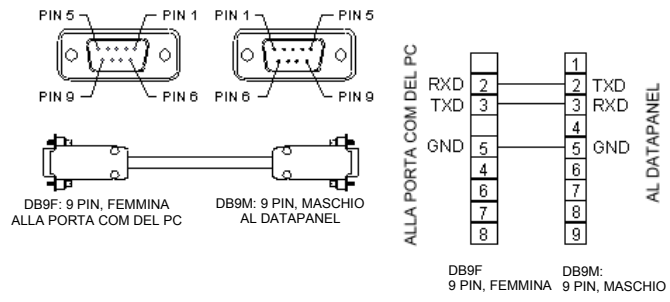 PIN 5 PIN 1 PIN 1 PIN 5
PIN 9 PIN 6 PIN 6 PIN 9
DB9F: 9 PIN, FEMMINA
ALLA PORTA COM DEL PC
DB9M: 9 PIN, MASCHIO
AL DATAPANEL
ALLA PORTA COM DEL PC
1
RXD 2 2 TXD
TXD 3 3 RXD
4
GND 5 5 GND
4 6
6 7
7 8
8 9
AL DATAPANEL
DB9F
9 PIN, FEMMINA
DB9M:
9 PIN, MASCHIO